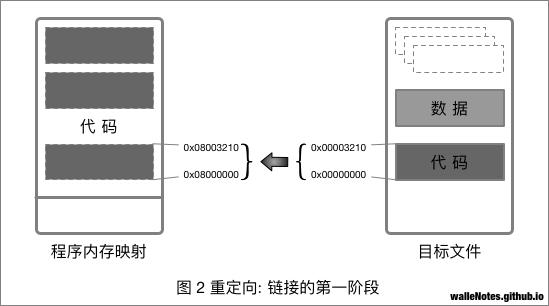 数 据
代 码
0x08003210
0x00003210
代 码
0x08000000
0x00000000
程序内存映射
目标文件
图 2 重定向: 链接的第一阶段
walleNotes.github.io